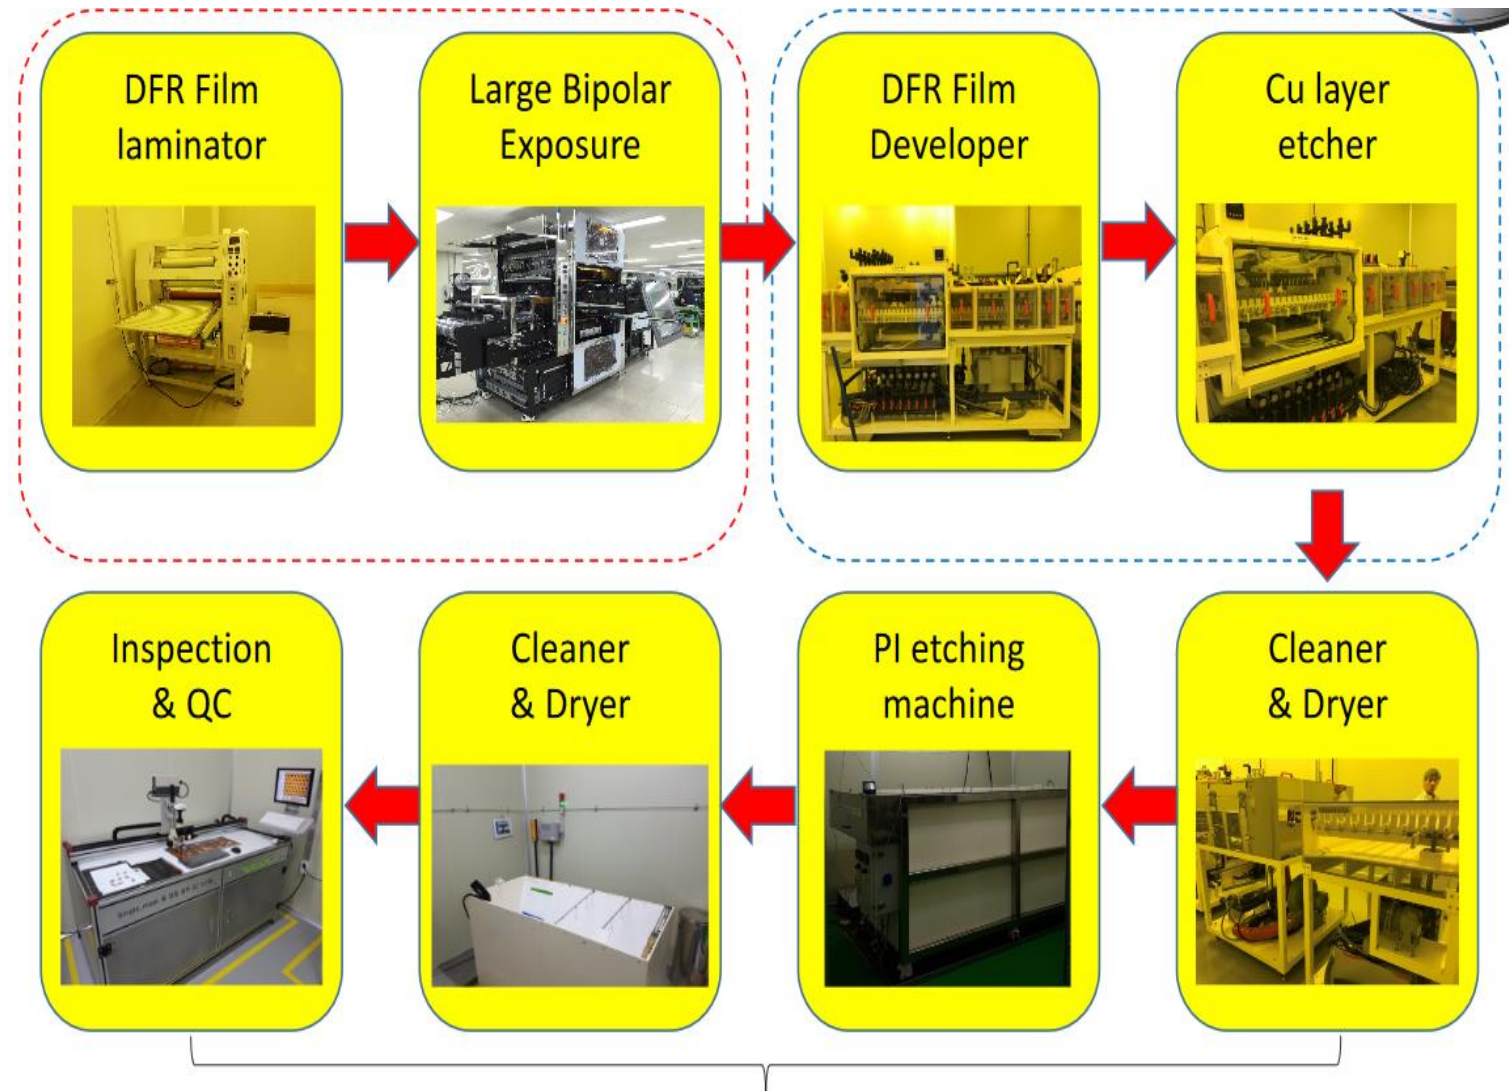 DFR Film
laminator
Large Bipolar
Exposure
DFR Film
Developer
Cu layer
etcher
Cleaner
& Dryer
PI etching
machine
Cleaner
& Dryer
Inspection
& QC